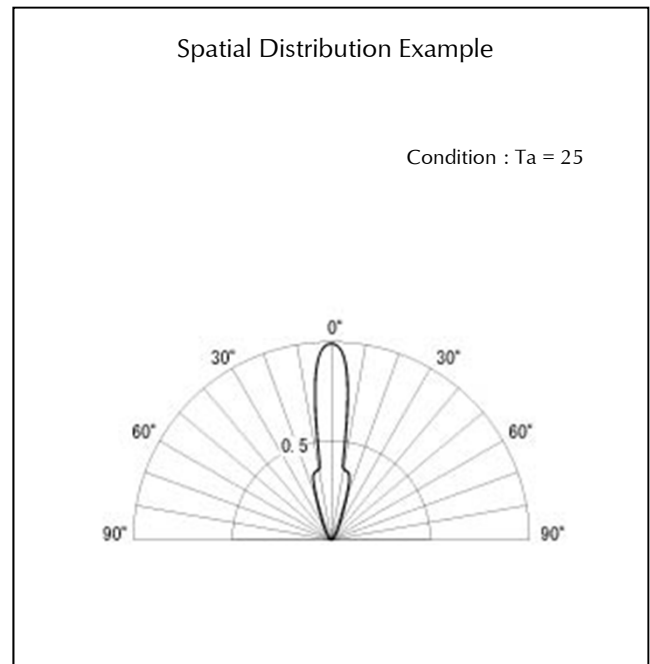 Spatial Distribution Example
Condition : Ta = 25
0°
30° 30°
60° 60°
0. 5
90° 90°